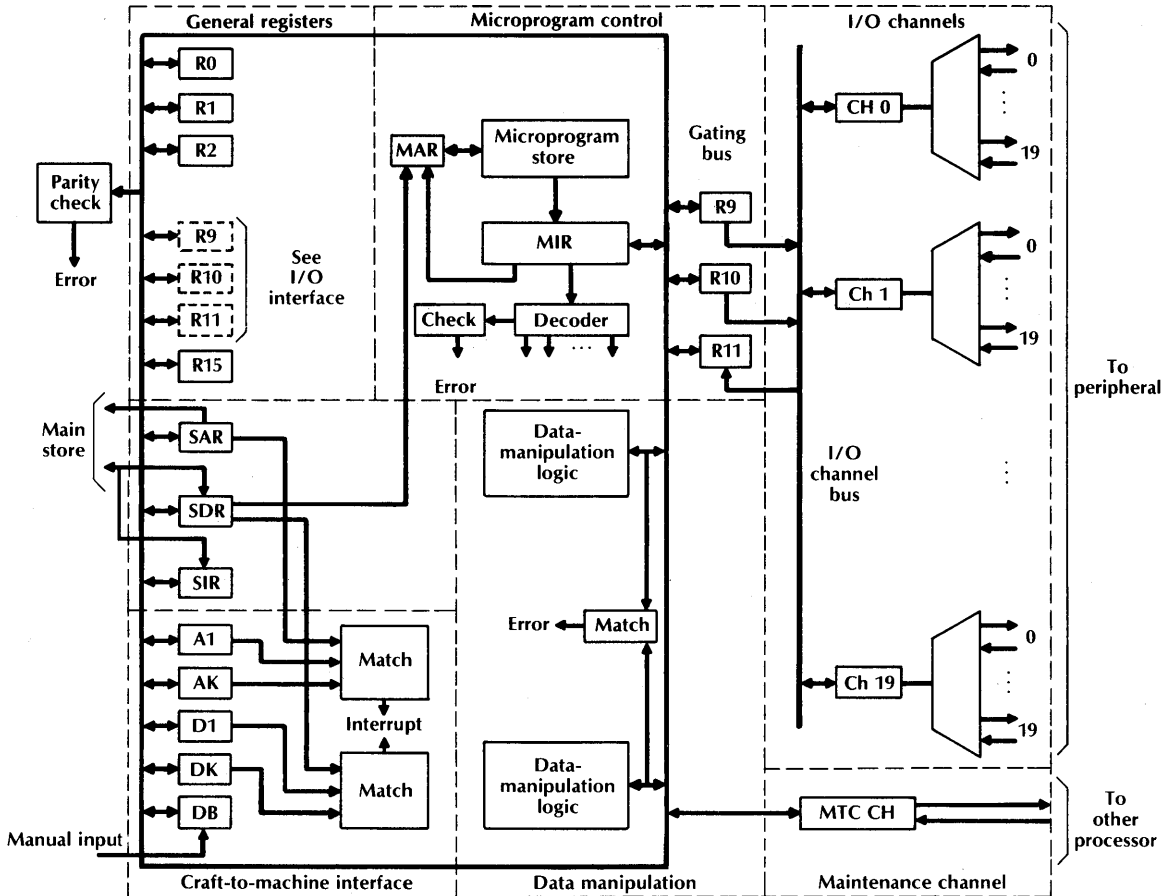 General registers
Microprogram control
I/O channels
R0
R1
R2
Parity
check
Error
R9
R10
R11
See
I/O
interface
R15
MAR
Microprogram
store
MIR
Check
Decoder
...
Error
Gating
bus
R9
R10
R11
CH 0
0
...
19
Ch 1
0
...
19
To
peripheral
...
I/O
channel
bus
Ch 19
0
...
19
Main
store
SAR
SDR
SIR
Data-
manipulation
logic
Error
Match
Data-
manipulation
logic
A1
AK
D1
DK
DB
Match
Interrupt
Match
Manual input
MTC CH
To
other
processor
Craft-to-machine interface
Data manipulation
Maintenance channel